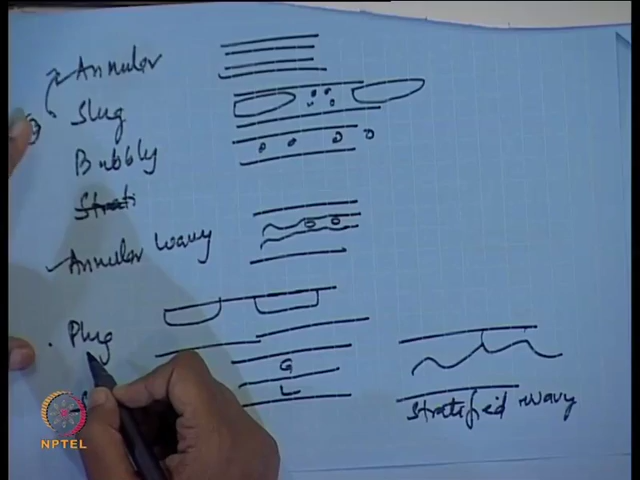 Annular
Slug
Bubbly
Strati
Annular Wavy
Plug
G
L
Stratified Wavy
NPTEL